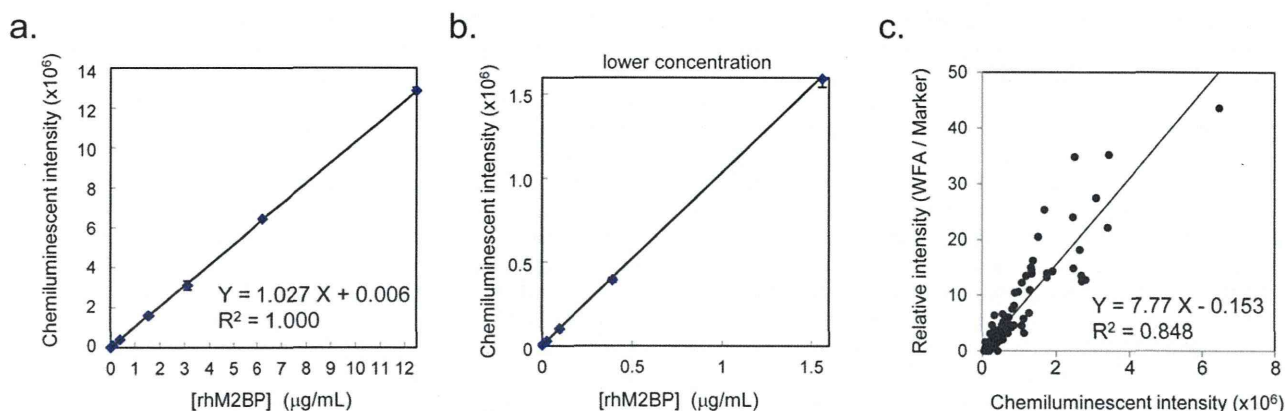 a.
Chemiluminescent intensity (x10⁶)
14
12
10
8
6
4
2
0
0 1 2 3 4 5 6 7 8 9 10 11 12
Y = 1.027 X + 0.006
R² = 1.000
[rhM2BP] (μg/mL)
b.
lower concentration
Chemiluminescent intensity (x10⁶)
1.5
1.0
0.5
0
0 0.5 1 1.5
[rhM2BP] (μg/mL)
c.
Relative intensity (WFA / Marker)
50
40
30
20
10
0
0 2 4 6 8
Y = 7.77 X - 0.153
R² = 0.848
Chemiluminescent intensity (x10⁶)